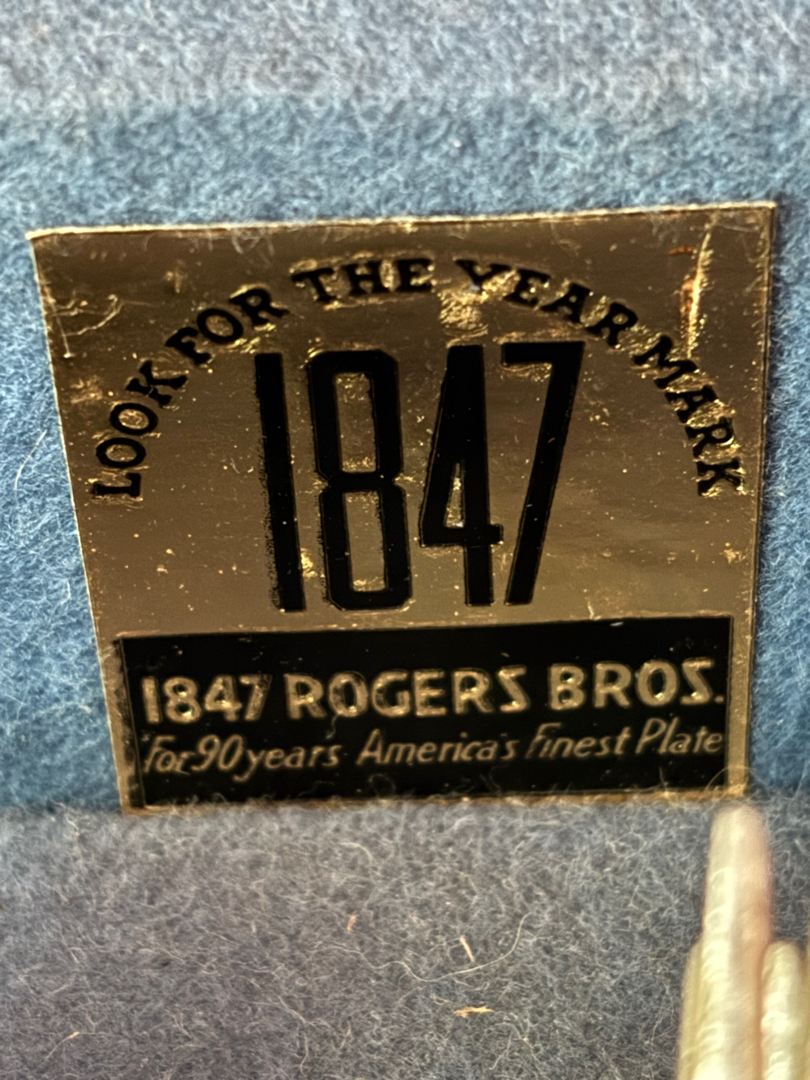 LOOK FOR THE YEAR MARK
1847
1847 ROGERS BROS.
For 90 years America's Finest Plate